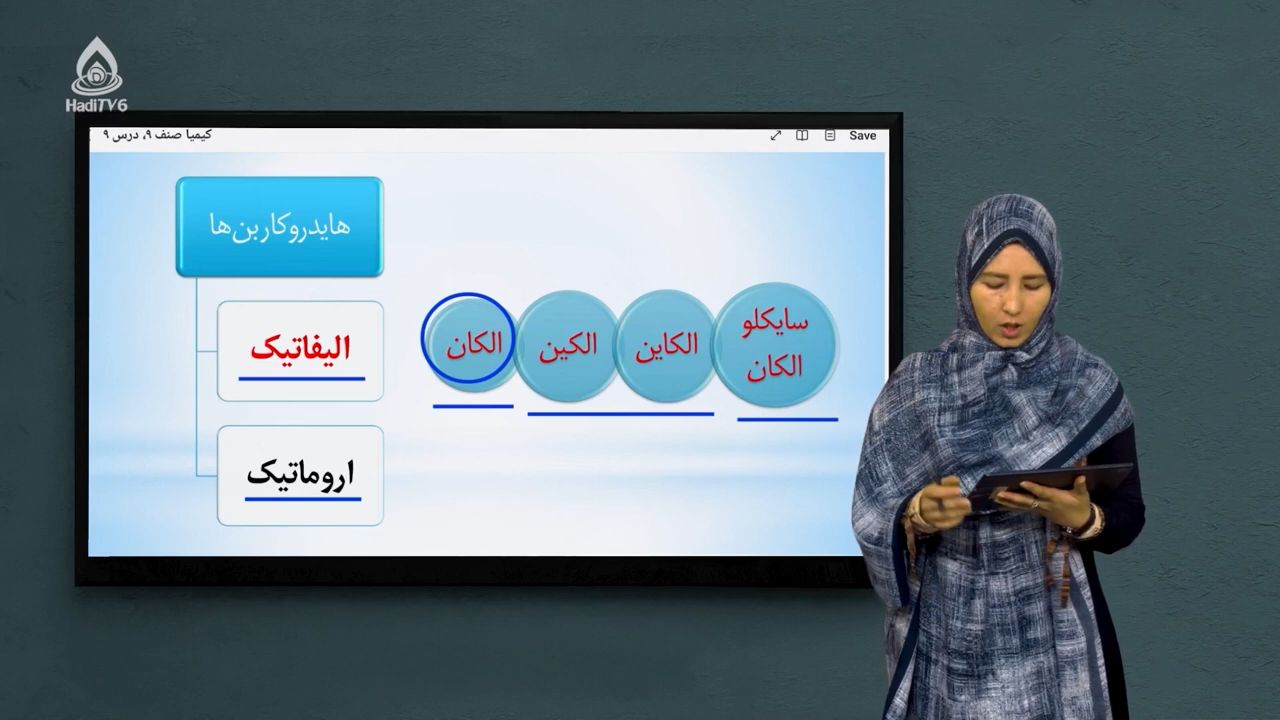 HadiTV6
کیمیا صنف ۹، درس ۹
Save
هایدروکاربن‌ها
الیفاتیک
اروماتیک
الکان
الکین
الکاین
سایکلو
الکان